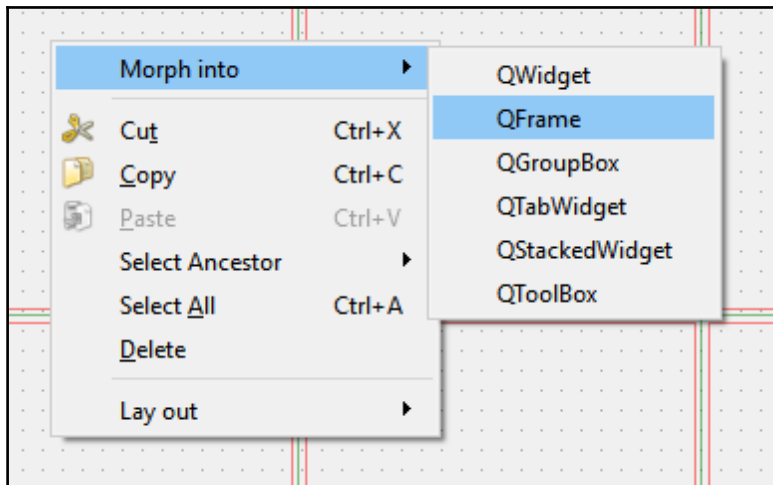 Morph into
Cut Ctrl+X
Copy Ctrl+C
Paste Ctrl+V
Select Ancestor
Select All Ctrl+A
Delete
Lay out
QWidget
QFrame
QGroupBox
QTabWidget
QStackedWidget
QToolBox